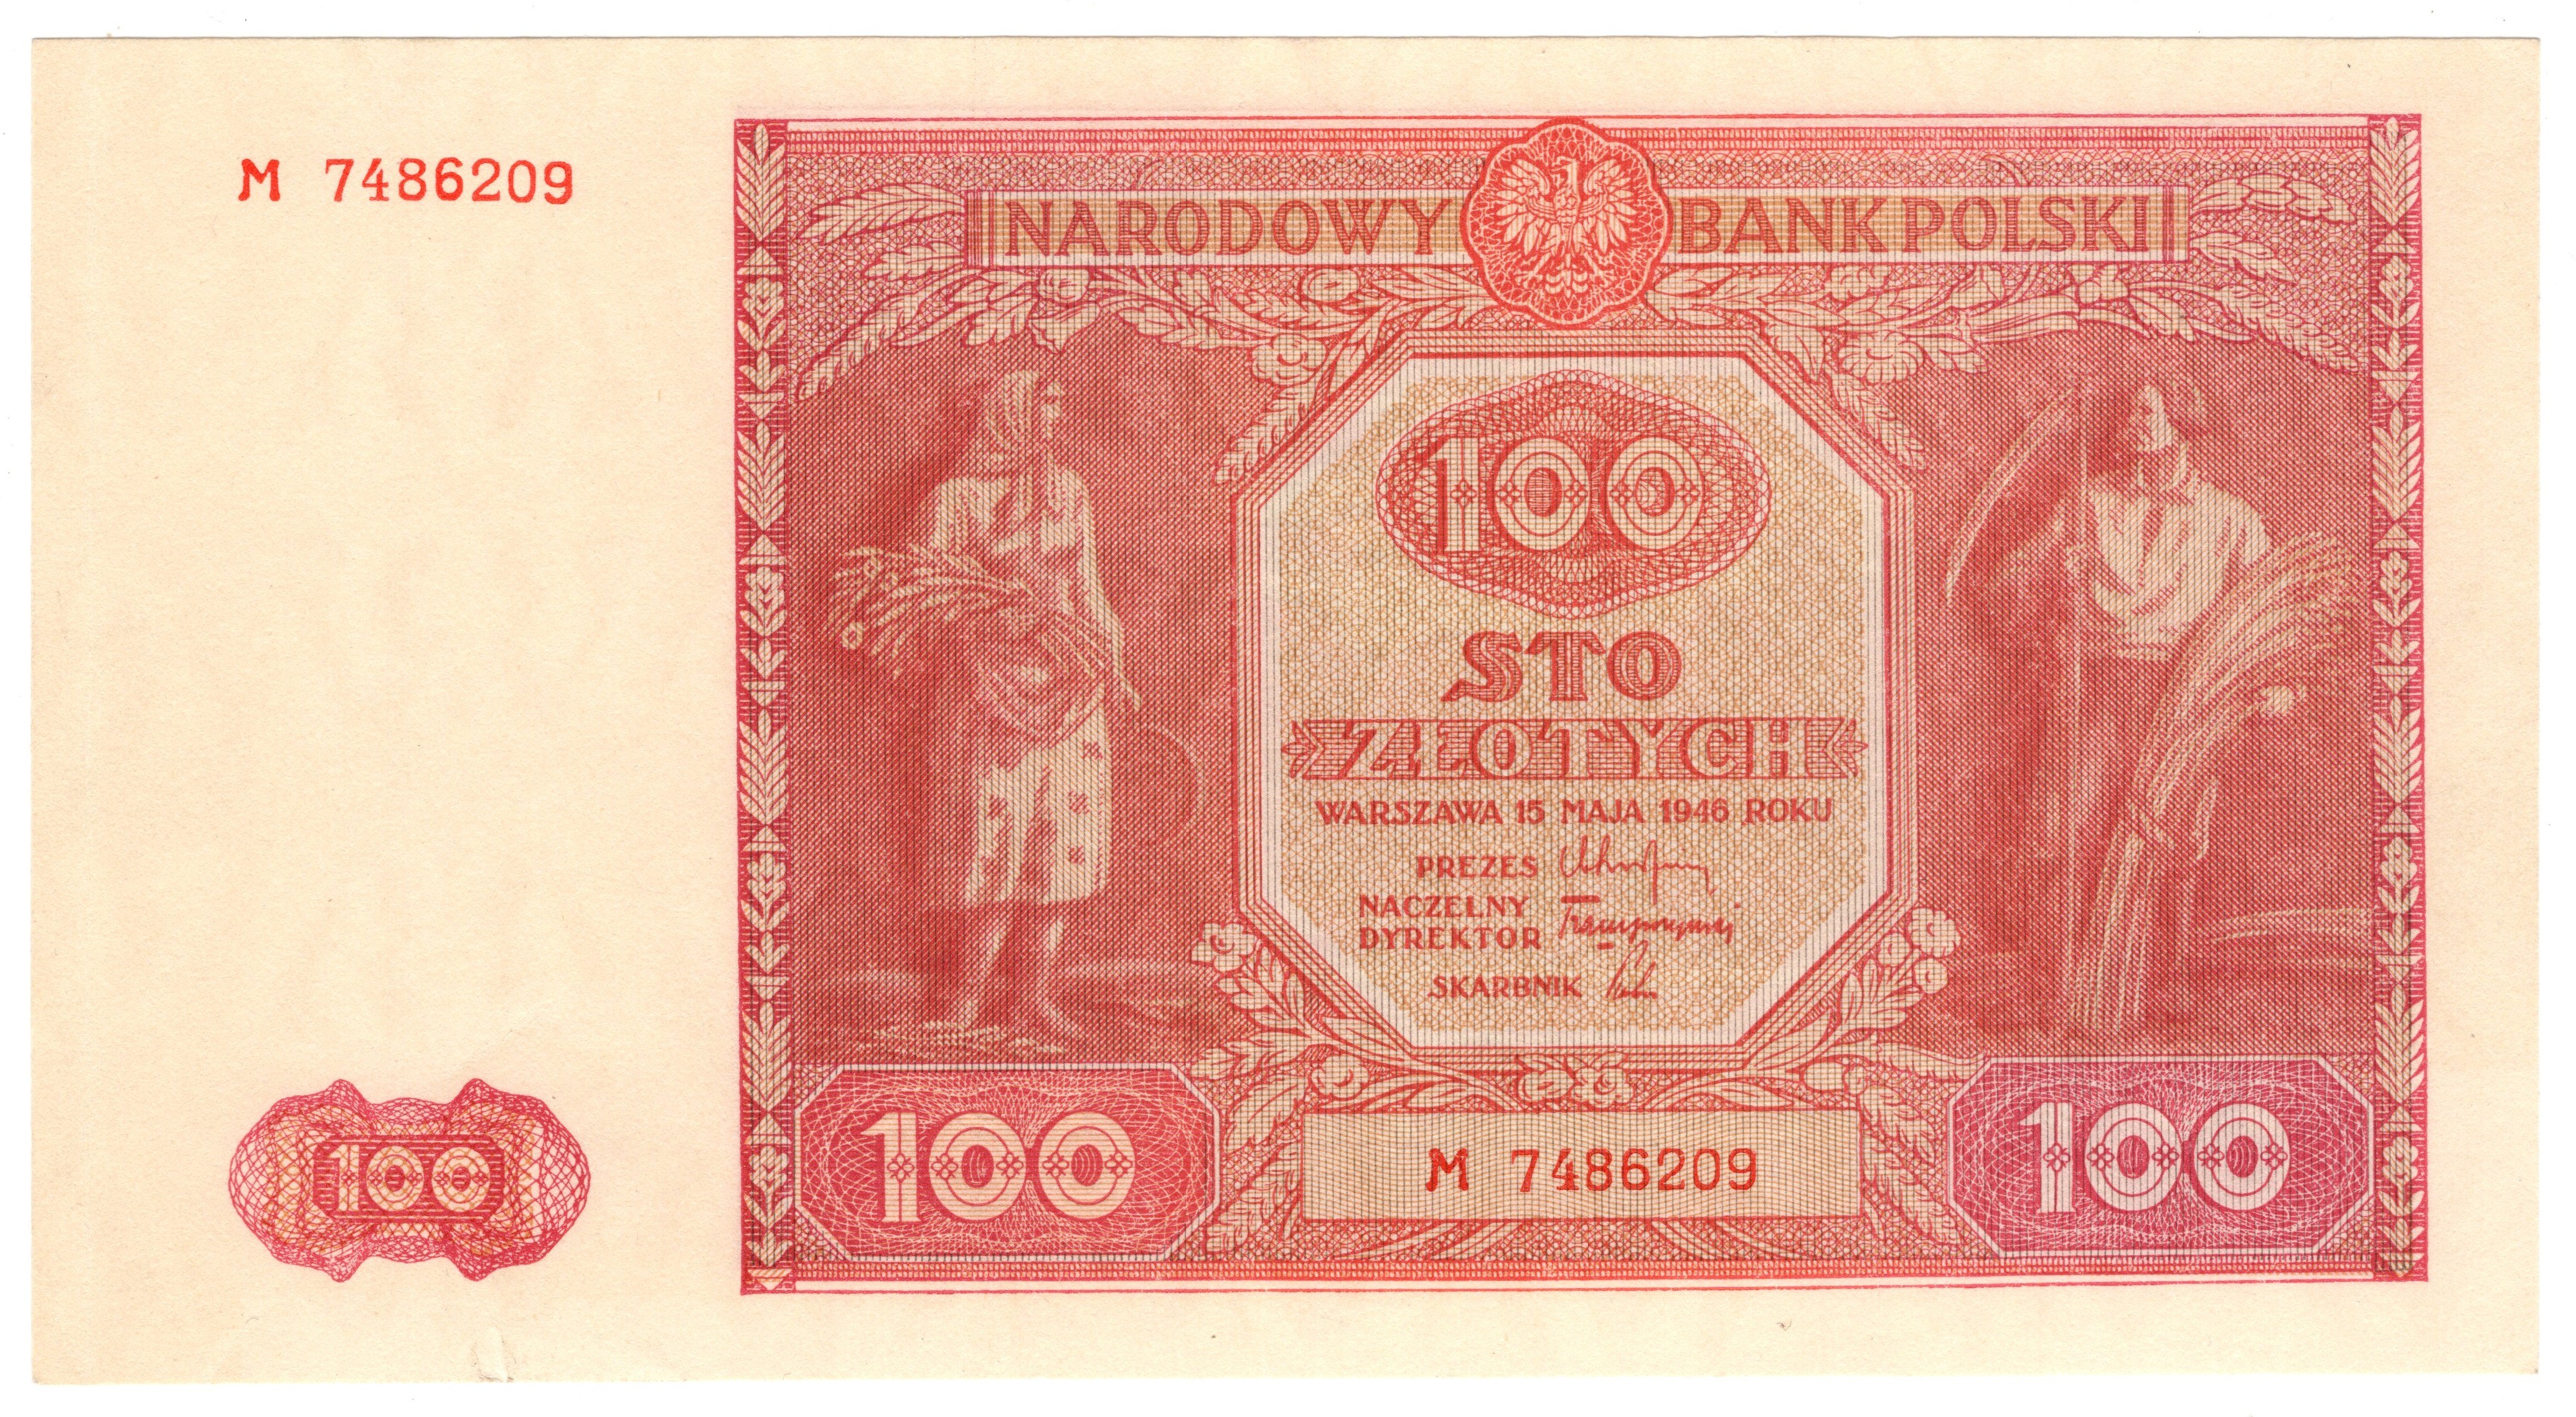 M 7486209
NARODOWY BANK POLSKI
100
STO
ZŁOTYCH
WARSZAWA 15 MAJA 1946 ROKU
PREZES
NACZELNY
DYREKTOR
SKARBNIK
100
100
M 7486209
100